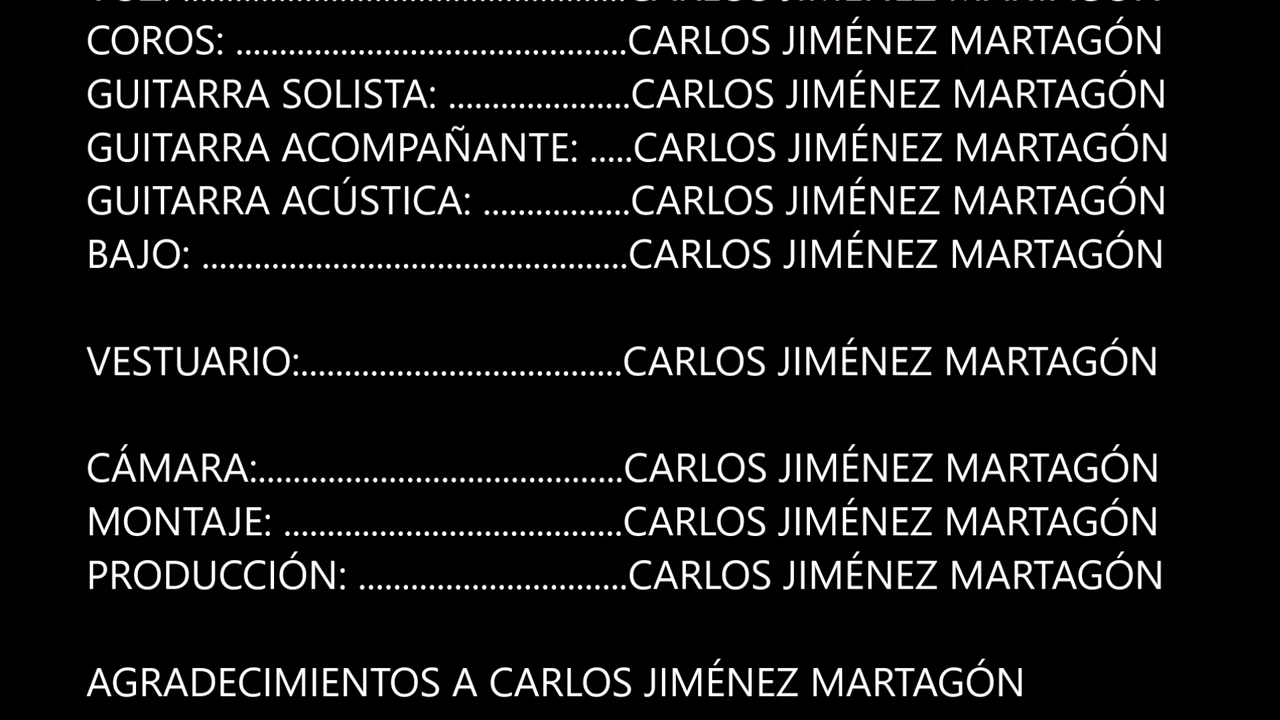 COROS: .............................................CARLOS JIMÉNEZ MARTAGÓN
GUITARRA SOLISTA: .....................CARLOS JIMÉNEZ MARTAGÓN
GUITARRA ACOMPAÑANTE: .....CARLOS JIMÉNEZ MARTAGÓN
GUITARRA ACÚSTICA: .................CARLOS JIMÉNEZ MARTAGÓN
BAJO: .................................................CARLOS JIMÉNEZ MARTAGÓN
VESTUARIO:.....................................CARLOS JIMÉNEZ MARTAGÓN
CÁMARA:..........................................CARLOS JIMÉNEZ MARTAGÓN
MONTAJE: .......................................CARLOS JIMÉNEZ MARTAGÓN
PRODUCCIÓN: ...............................CARLOS JIMÉNEZ MARTAGÓN
AGRADECIMIENTOS A CARLOS JIMÉNEZ MARTAGÓN